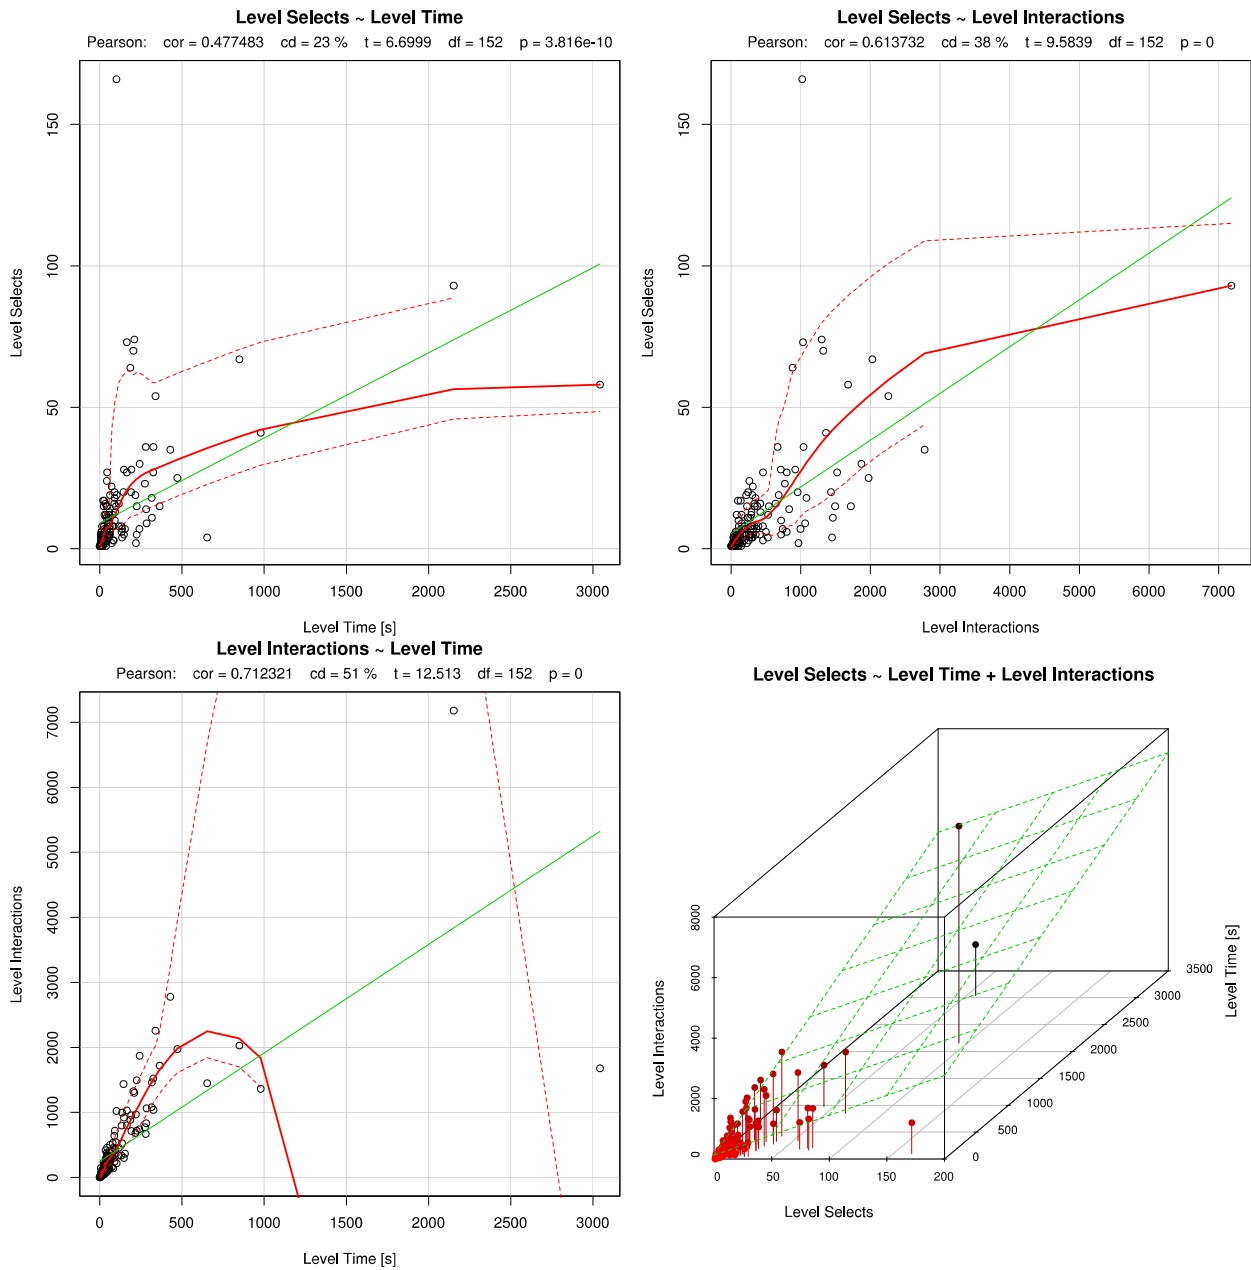 Level Selects ~ Level Time
Pearson: cor = 0.477483 cd = 23 % t = 6.6999 df = 152 p = 3.816e-10
Level Selects
0
50
100
150
0 500 1000 1500 2000 2500 3000
Level Time [s]
Level Selects ~ Level Interactions
Pearson: cor = 0.613732 cd = 38 % t = 9.5839 df = 152 p = 0
Level Selects
0
50
100
150
0 1000 2000 3000 4000 5000 6000 7000
Level Interactions
Level Interactions ~ Level Time
Pearson: cor = 0.712321 cd = 51 % t = 12.513 df = 152 p = 0
Level Interactions
0
1000
2000
3000
4000
5000
6000
7000
0 500 1000 1500 2000 2500 3000
Level Time [s]
Level Selects ~ Level Time + Level Interactions
Level Interactions
0
2000
4000
6000
8000
0 50 100 150 200
Level Selects
0
500
1000
1500
2000
2500
3000
3500
Level Time [s]